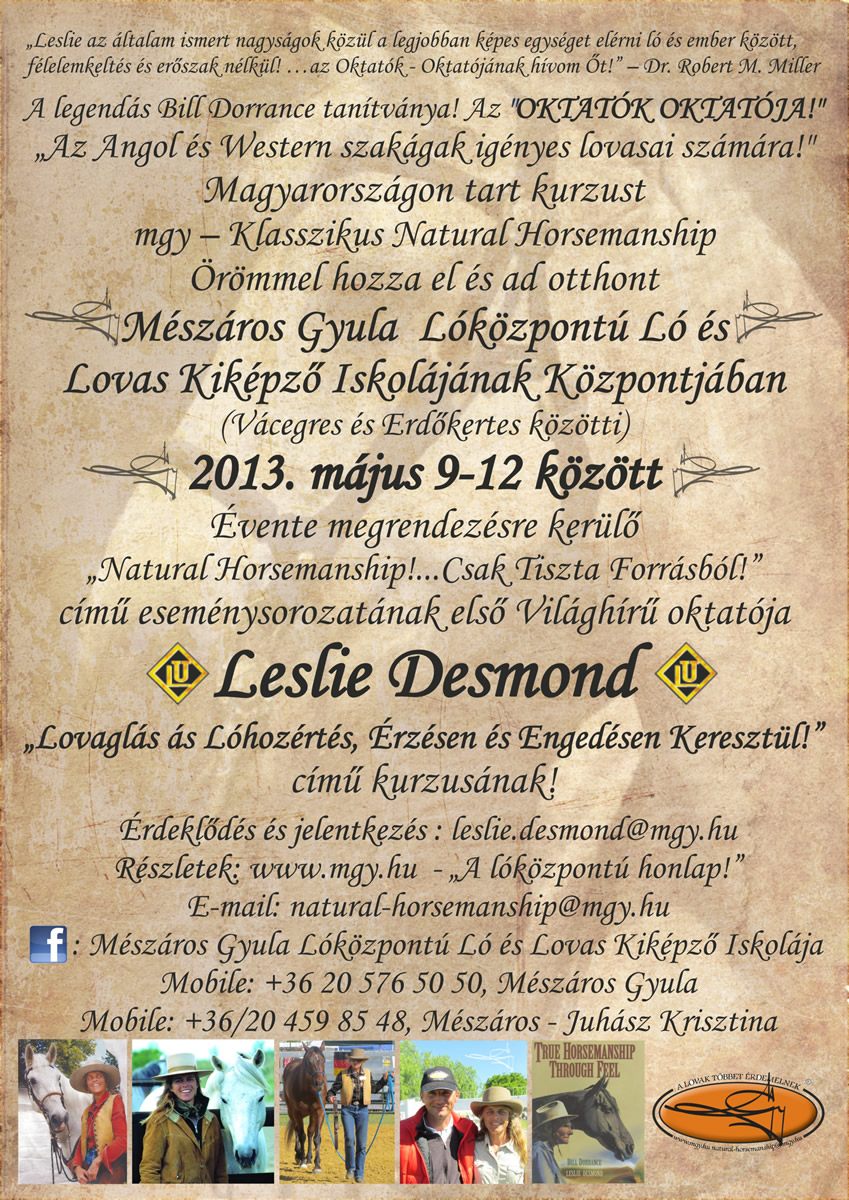 „Leslie az általam ismert nagyságok közül a legjobban képes egységet elérni ló és ember között,
félelemkeltés és erőszak nélkül! …az Oktatók - Oktatójának hívom Őt!” – Dr. Robert M. Miller
A legendás Bill Dorrance tanítványa! Az "OKTATÓK OKTATÓJA!"
„Az Angol és Western szakágak igényes lovasai számára!"
Magyarországon tart kurzust
mgy – Klasszikus Natural Horsemanship
Örömmel hozza el és ad otthont
Mészáros Gyula Lóközpontú Ló és
Lovas Kiképző Iskolájának Központjában
(Vácegres és Erdőkertes közötti)
2013. május 9-12 között
Évente megrendezésre kerülő
„Natural Horsemanship!...Csak Tiszta Forrásból!”
című eseménysorozatának első Világhírű oktatója
Leslie Desmond
„Lovaglás ás Lóhozértés, Érzésen és Engedésen Keresztül!”
című kurzusának!
Érdeklődés és jelentkezés : leslie.desmond@mgy.hu
Részletek: www.mgy.hu - „A lóközpontú honlap!”
E-mail: natural-horsemanship@mgy.hu
f : Mészáros Gyula Lóközpontú Ló és Lovas Kiképző Iskolája
Mobile: +36 20 576 50 50, Mészáros Gyula
Mobile: +36/20 459 85 48, Mészáros - Juhász Krisztina
TRUE HORSEMANSHIP
THROUGH FEEL
BILL DORRANCE
LESLIE DESMOND
A LOVAK TÖBBET ÉRDEMELNEK
www.mgy.hu natural-horsemanship@mgy.hu